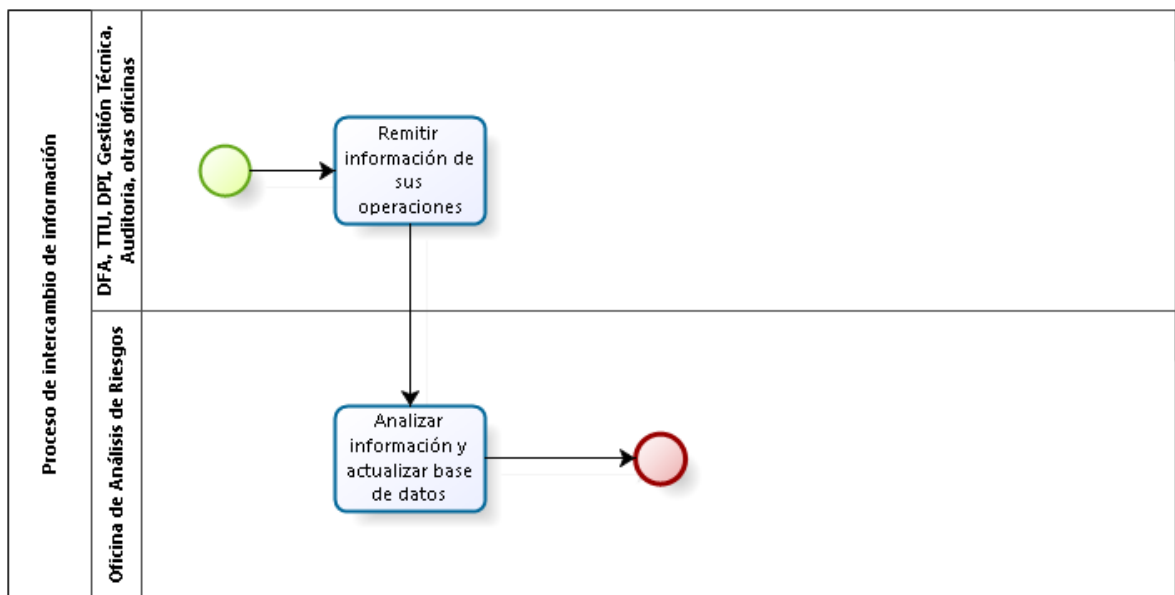 Proceso de intercambio de información
DFA, TTU, DPI, Gestión Técnica,
Auditoria, otras oficinas
Remitir
información de
sus
operaciones
Oficina de Análisis de Riesgos
Analizar
información y
actualizar base
de datos